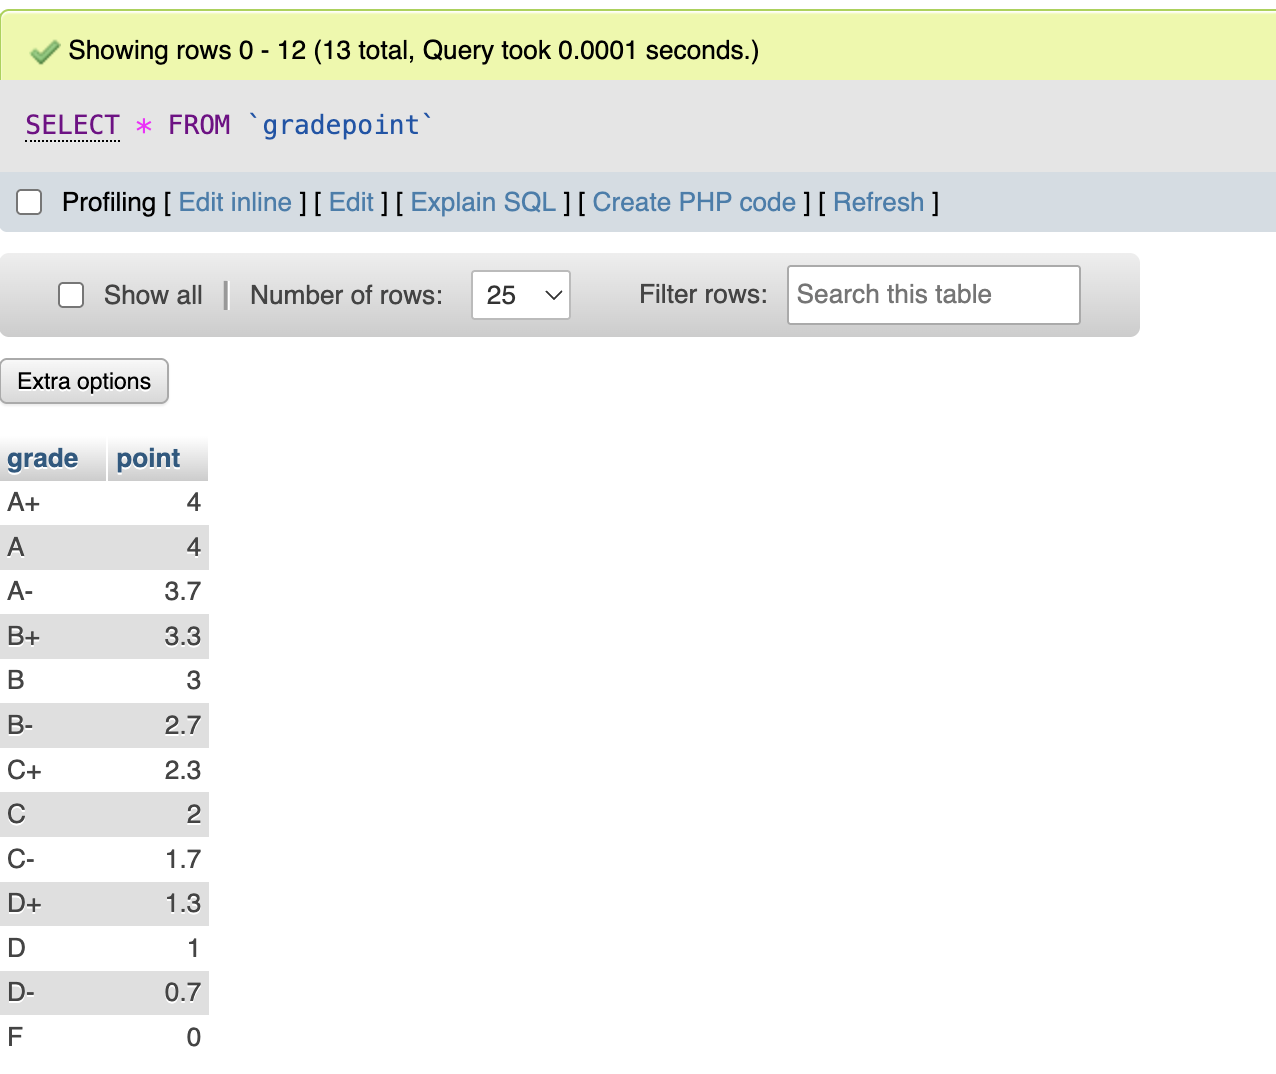 Showing rows 0 - 12 (13 total, Query took 0.0001 seconds.)
SELECT * FROM `gradepoint`
Profiling [ Edit inline ] [ Edit ] [ Explain SQL ] [ Create PHP code ] [ Refresh ]
Show all | Number of rows: 25 Filter rows: Search this table
Extra options
grade point
A+ 4
A 4
A- 3.7
B+ 3.3
B 3
B- 2.7
C+ 2.3
C 2
C- 1.7
D+ 1.3
D 1
D- 0.7
F 0